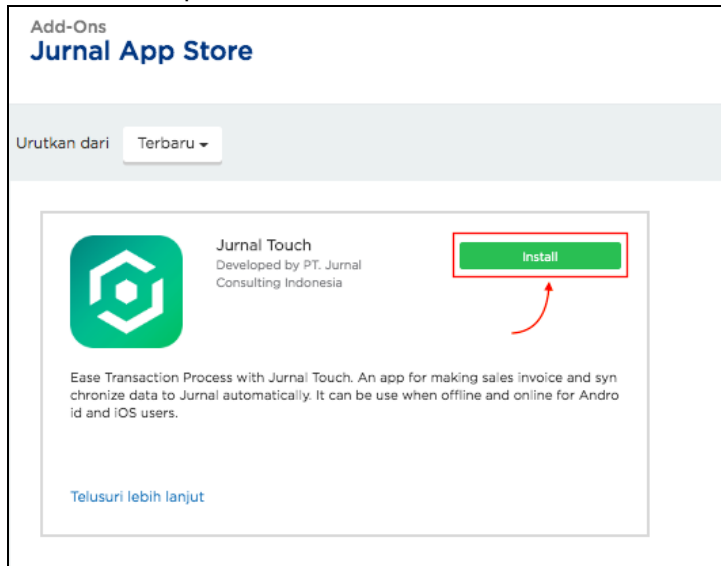 Add-Ons
Jurnal App Store
Urutkan dari Terbaru
Jurnal Touch
Developed by PT. Jurnal
Consulting Indonesia
Install
Ease Transaction Process with Jurnal Touch. An app for making sales invoice and syn
chronize data to Jurnal automatically. It can be use when offline and online for Andro
id and iOS users.
Telusuri lebih lanjut